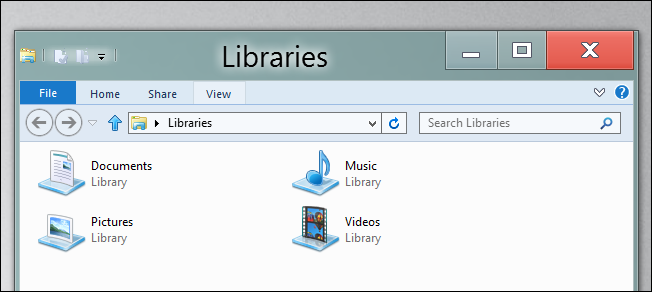 Libraries
File Home Share View
Libraries Search Libraries
Documents Music
Library Library
Pictures Videos
Library Library